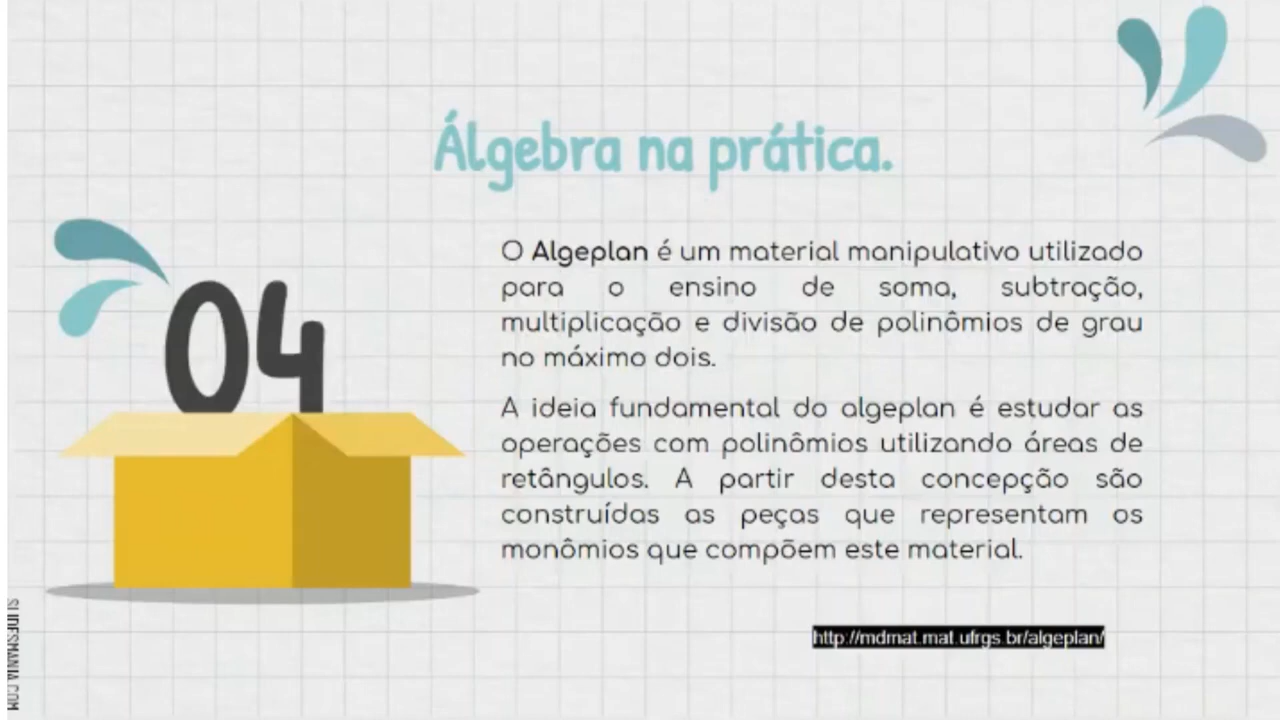 Álgebra na prática.
04
O Algeplan é um material manipulativo utilizado
para o ensino de soma, subtração,
multiplicação e divisão de polinômios de grau
no máximo dois.
A ideia fundamental do algeplan é estudar as
operações com polinômios utilizando áreas de
retângulos. A partir desta concepção são
construídas as peças que representam os
monômios que compõem este material.
http://mdmat.mat.ufrgs.br/algeplan/
SLIDESMANIA.COM